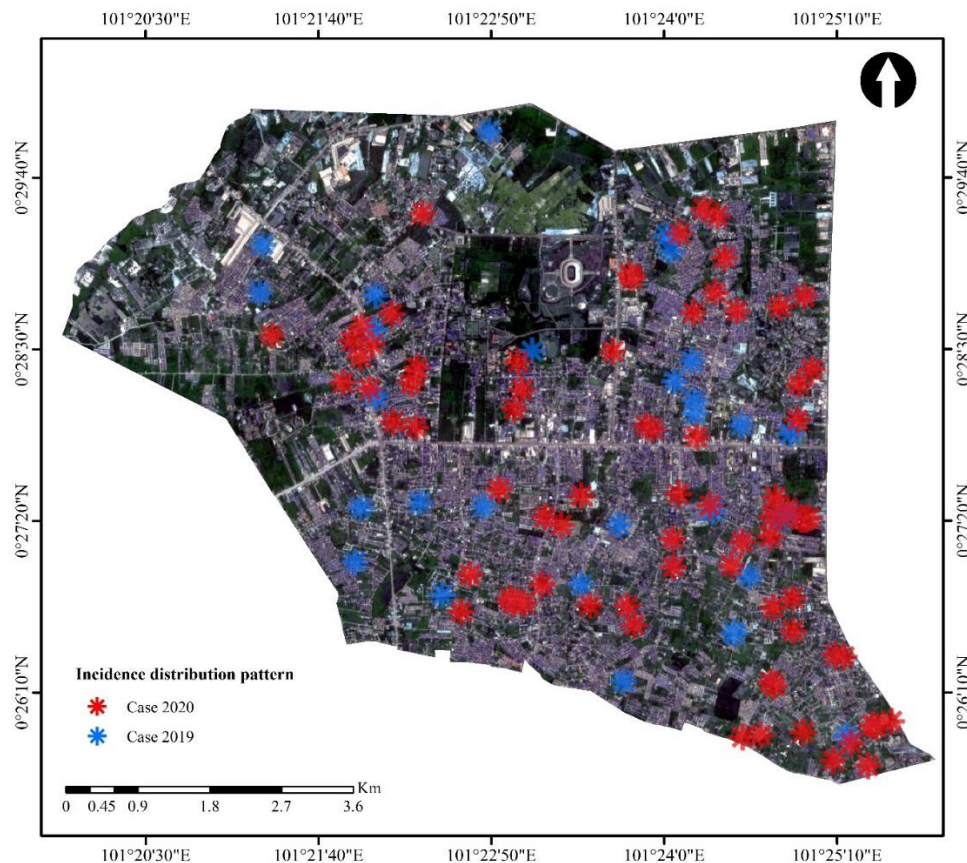 101°20'30"E 101°21'40"E 101°22'50"E 101°24'0"E 101°25'10"E
0°29'40"N 0°29'40"N
0°28'30"N 0°28'30"N
0°27'20"N 0°27'20"N
0°26'10"N 0°26'10"N
Incidence distribution pattern
Case 2020
Case 2019
Km
0 0.45 0.9 1.8 2.7 3.6
101°20'30"E 101°21'40"E 101°22'50"E 101°24'0"E 101°25'10"E